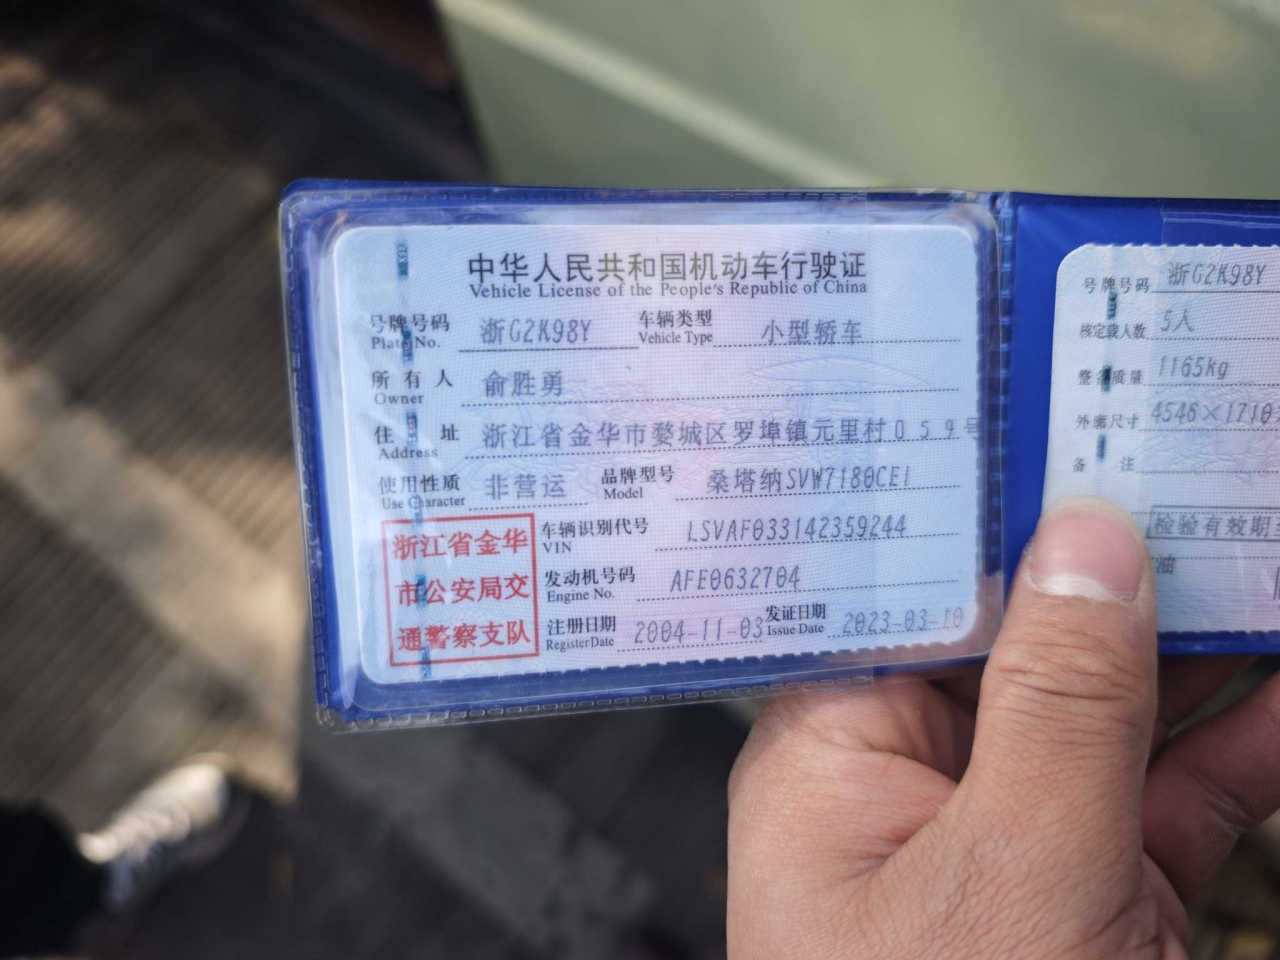 中华人民共和国机动车行驶证
Vehicle License of the People's Republic of China
号牌号码 浙G2K98Y 车辆类型 小型轿车
Plate No. Vehicle Type
所有人 俞胜勇
Owner
住址 浙江省金华市婺城区罗埠镇元里村059号
Address
使用性质 非营运 品牌型号 桑塔纳SVW7180CEI
Use Character Model
浙江省金华
市公安局交
通警察支队
车辆识别代号 LSVAF033142359244
VIN
发动机号码 AFE0632704
Engine No.
注册日期 2004-11-03 发证日期 2023-03-10
Register Date Issue Date
号牌号码 浙G2K98Y
核定载人数 5人
整备质量 1165kg
外廓尺寸 4546×1710
备注
检验有效期
油